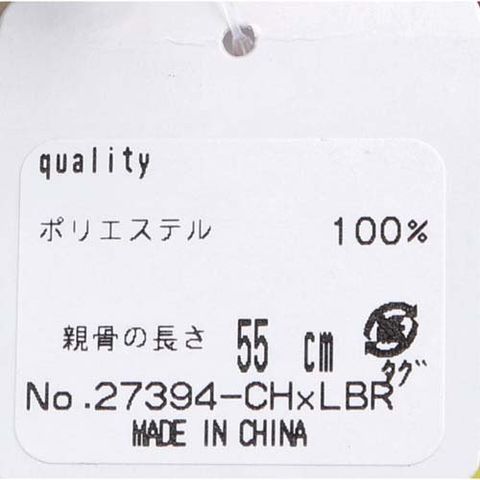 quality
ポリエステル 100%
親骨の長さ 55 cm
タグ
No.27394-CHxLBR
MADE IN CHINA